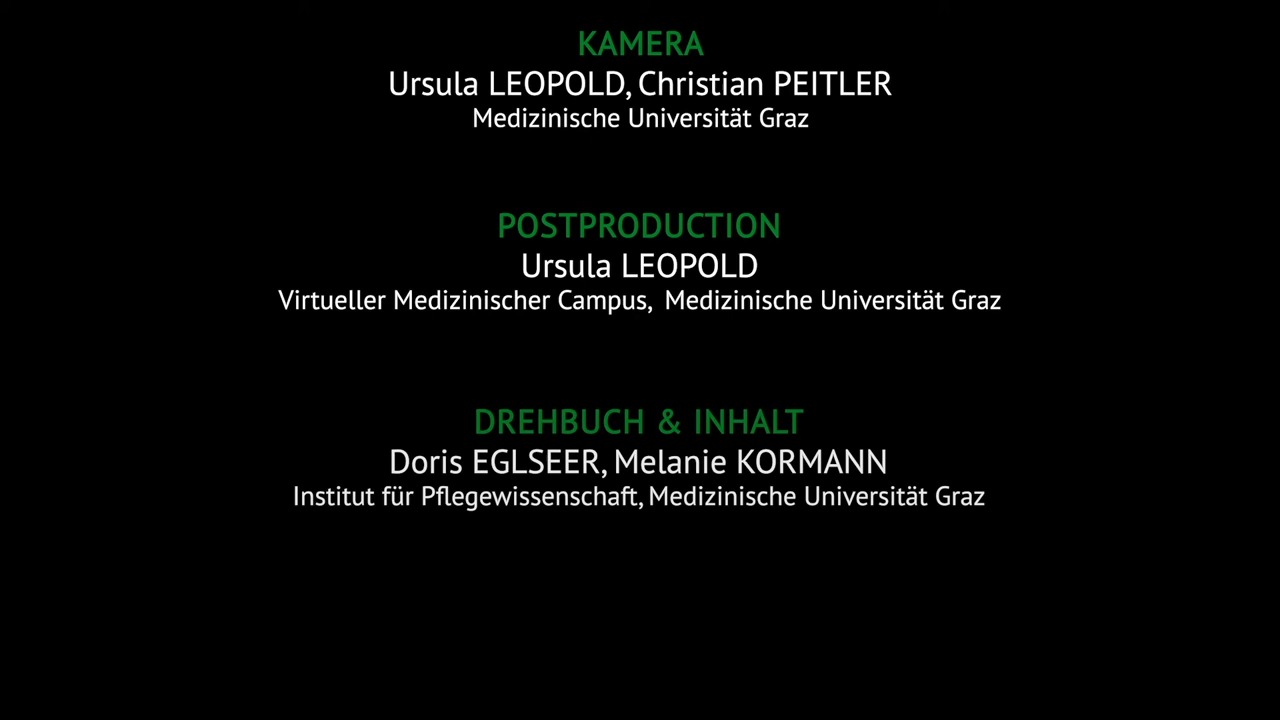 KAMERA
Ursula LEOPOLD, Christian PEITLER
Medizinische Universität Graz
POSTPRODUCTION
Ursula LEOPOLD
Virtueller Medizinischer Campus, Medizinische Universität Graz
DREHBUCH & INHALT
Doris EGLSEER, Melanie KORMANN
Institut für Pflegewissenschaft, Medizinische Universität Graz